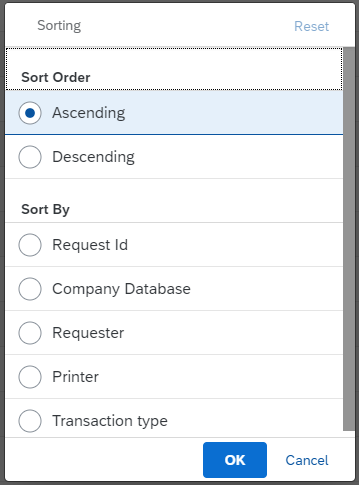 Sorting
Reset
Sort Order
Ascending
Descending
Sort By
Request Id
Company Database
Requester
Printer
Transaction type
OK
Cancel